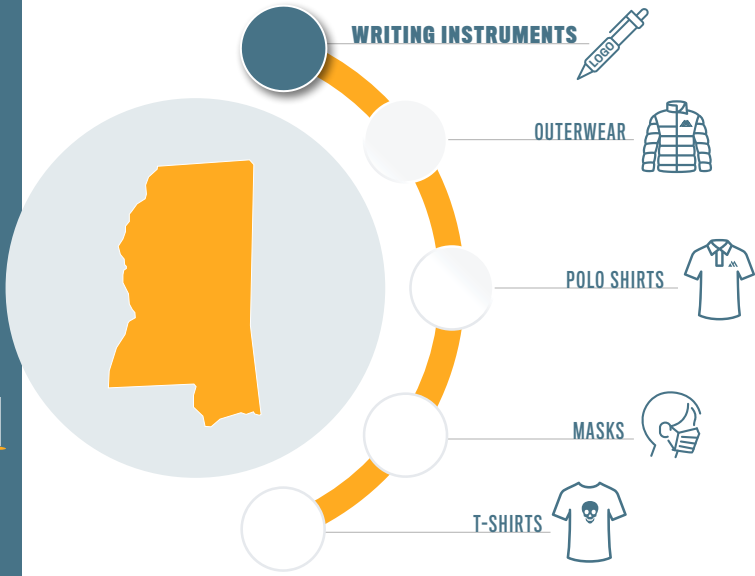 WRITING INSTRUMENTS
LOGO
OUTERWEAR
POLO SHIRTS
MASKS
T-SHIRTS